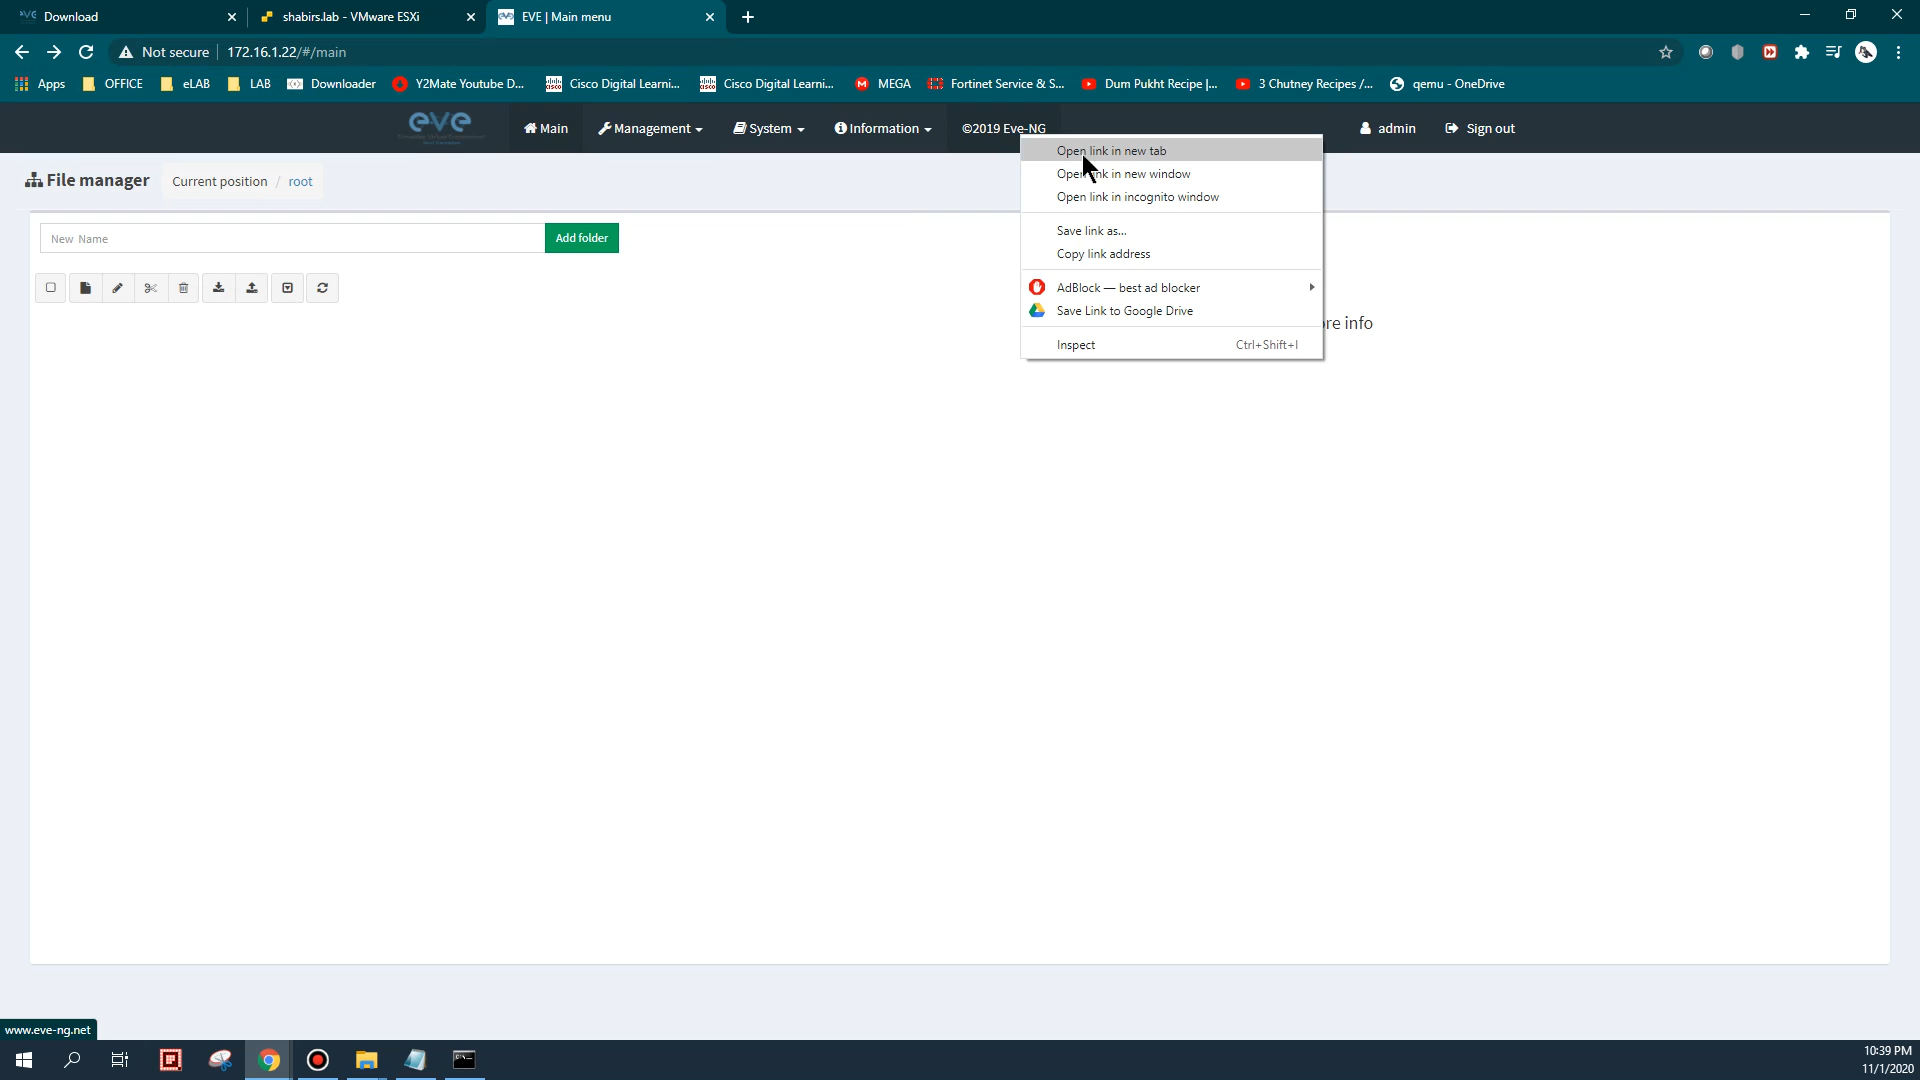 Download
shabirs.lab - VMware ESXi
EVE | Main menu
Not secure
172.16.1.22/#/main
Apps
OFFICE
eLAB
LAB
Downloader
Y2Mate Youtube D...
Cisco Digital Learni...
Cisco Digital Learni...
MEGA
Fortinet Service & S...
Dum Pukht Recipe |...
3 Chutney Recipes /...
qemu - OneDrive
eve
Main
Management
System
Information
©2019 Eve-NG
admin
Sign out
File manager
Current position / root
New Name
Add folder
Open link in new tab
Open link in new window
Open link in incognito window
Save link as...
Copy link address
AdBlock — best ad blocker
Save Link to Google Drive
Inspect
Ctrl+Shift+I
info
www.eve-ng.net
10:39 PM
11/1/2020